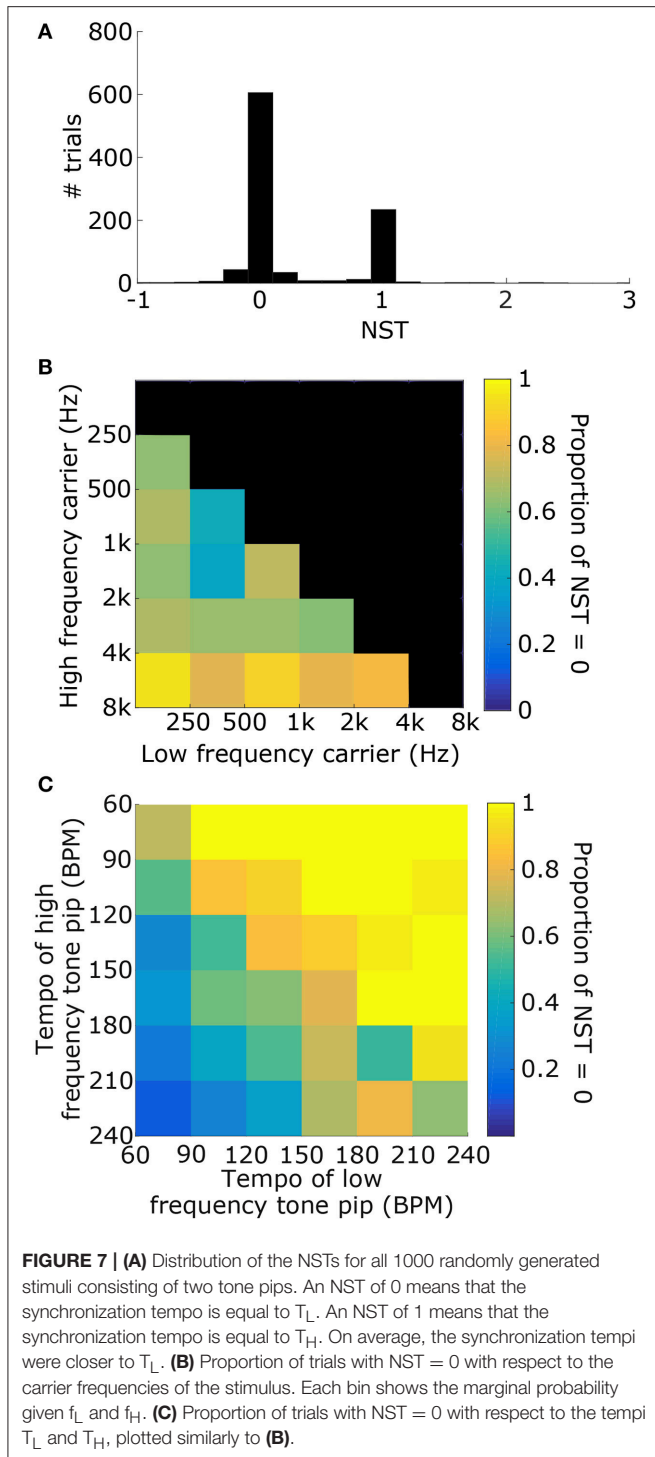 A
800
600
400
200
0
# trials
-1 0 1 2 3
NST
B
High frequency carrier (Hz)
250
500
1k
2k
4k
8k
250 500 1k 2k 4k 8k
Low frequency carrier (Hz)
1
0.8
0.6
0.4
0.2
0
Proportion of NST = 0
C
Tempo of high
frequency tone pip (BPM)
60
90
120
150
180
210
240
60 90 120 150 180 210 240
Tempo of low
frequency tone pip (BPM)
1
0.8
0.6
0.4
0.2
Proportion of NST = 0
FIGURE 7 | (A) Distribution of the NSTs for all 1000 randomly generated
stimuli consisting of two tone pips. An NST of 0 means that the
synchronization tempo is equal to T_L. An NST of 1 means that the
synchronization tempo is equal to T_H. On average, the synchronization tempi
were closer to T_L. (B) Proportion of trials with NST = 0 with respect to the
carrier frequencies of the stimulus. Each bin shows the marginal probability
given f_L and f_H. (C) Proportion of trials with NST = 0 with respect to the tempi
T_L and T_H, plotted similarly to (B).